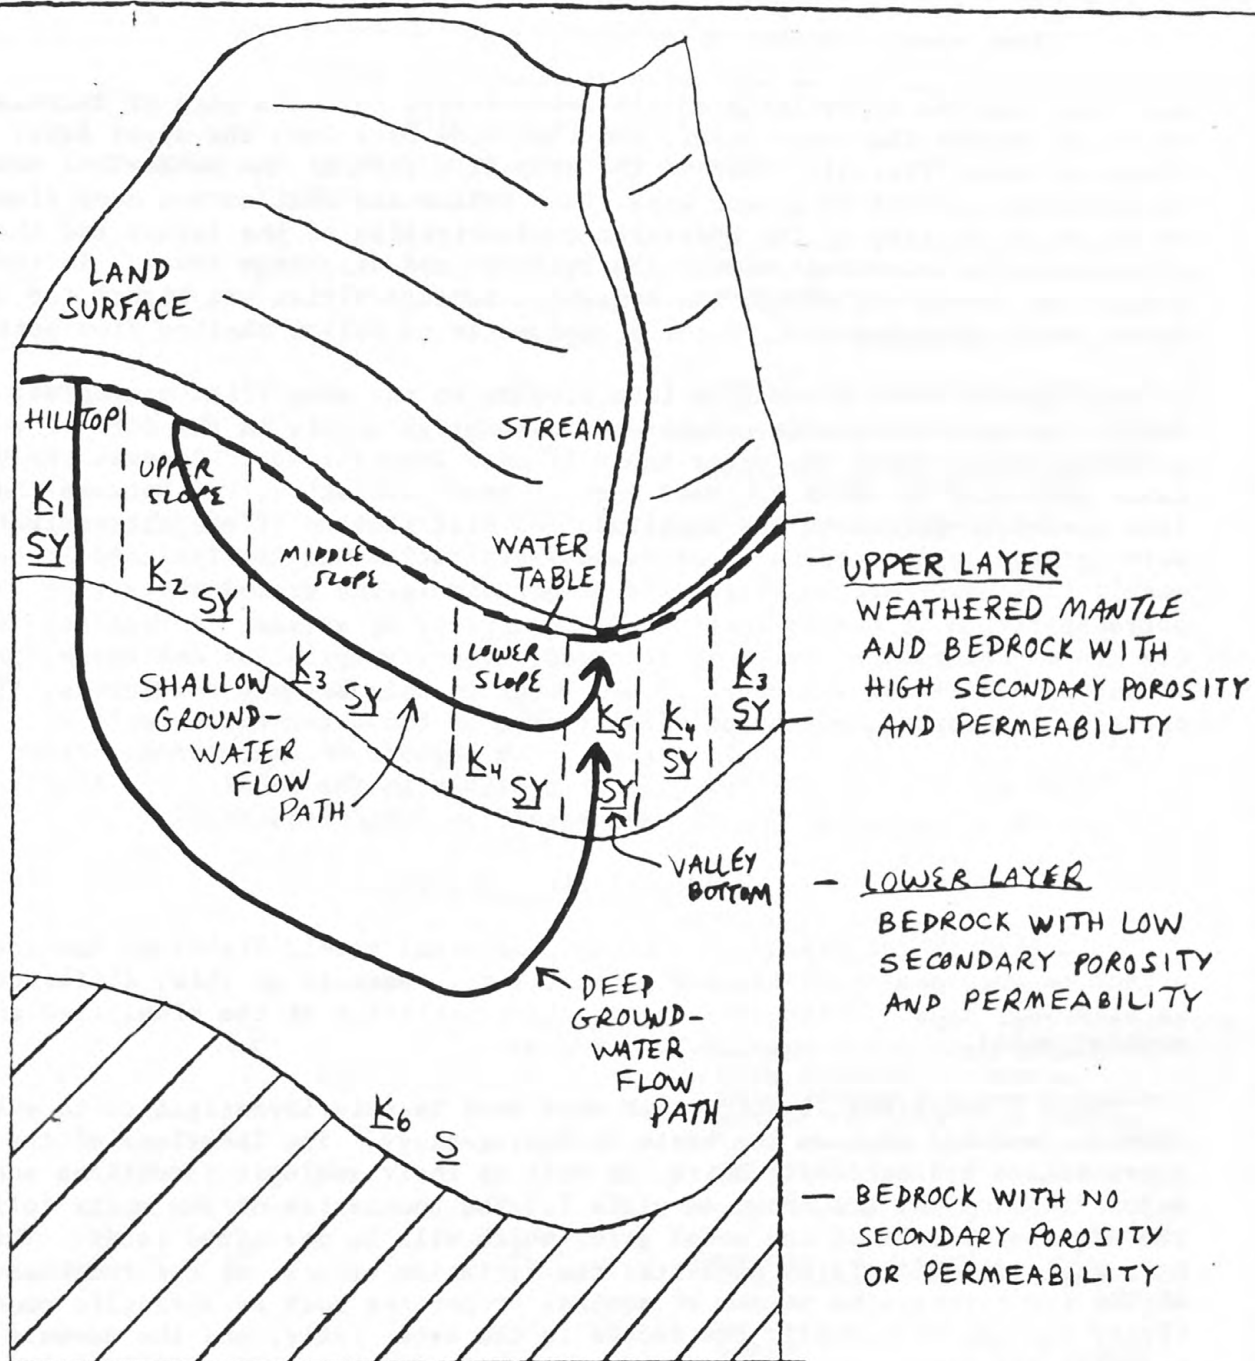 LAND
SURFACE
HILLTOP
UPPER
SLOPE
K1
SY
K2
SY
MIDDLE
SLOPE
STREAM
WATER
TABLE
K3
SY
LOWER
SLOPE
K4
SY
K5
SY
K4
SY
K3
SY
SHALLOW
GROUND-
WATER
FLOW
PATH
VALLEY
BOTTOM
DEEP
GROUND-
WATER
FLOW
PATH
K6
S
– UPPER LAYER
WEATHERED MANTLE
AND BEDROCK WITH
HIGH SECONDARY POROSITY
AND PERMEABILITY
– LOWER LAYER
BEDROCK WITH LOW
SECONDARY POROSITY
AND PERMEABILITY
– BEDROCK WITH NO
SECONDARY POROSITY
OR PERMEABILITY